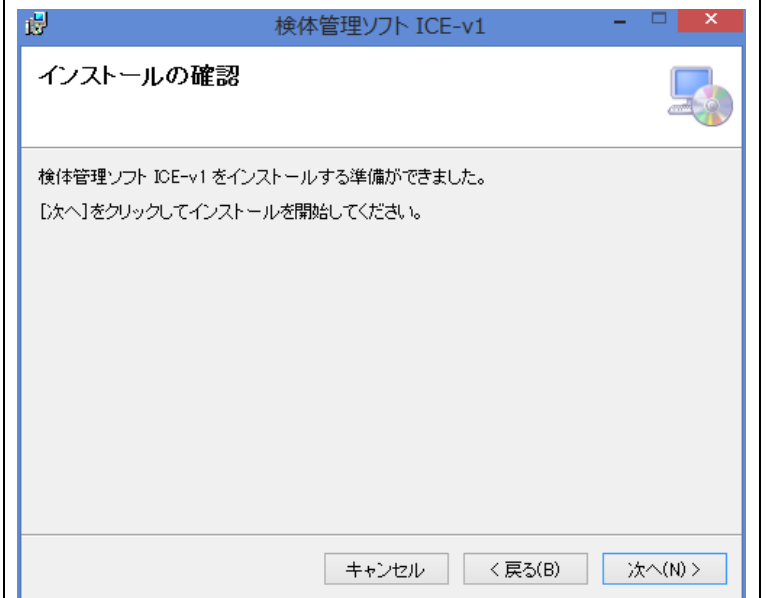 検体管理ソフト ICE-v1
インストールの確認
検体管理ソフト ICE-v1 をインストールする準備ができました。
[次へ]をクリックしてインストールを開始してください。
キャンセル
< 戻る(B)
次へ(N) >